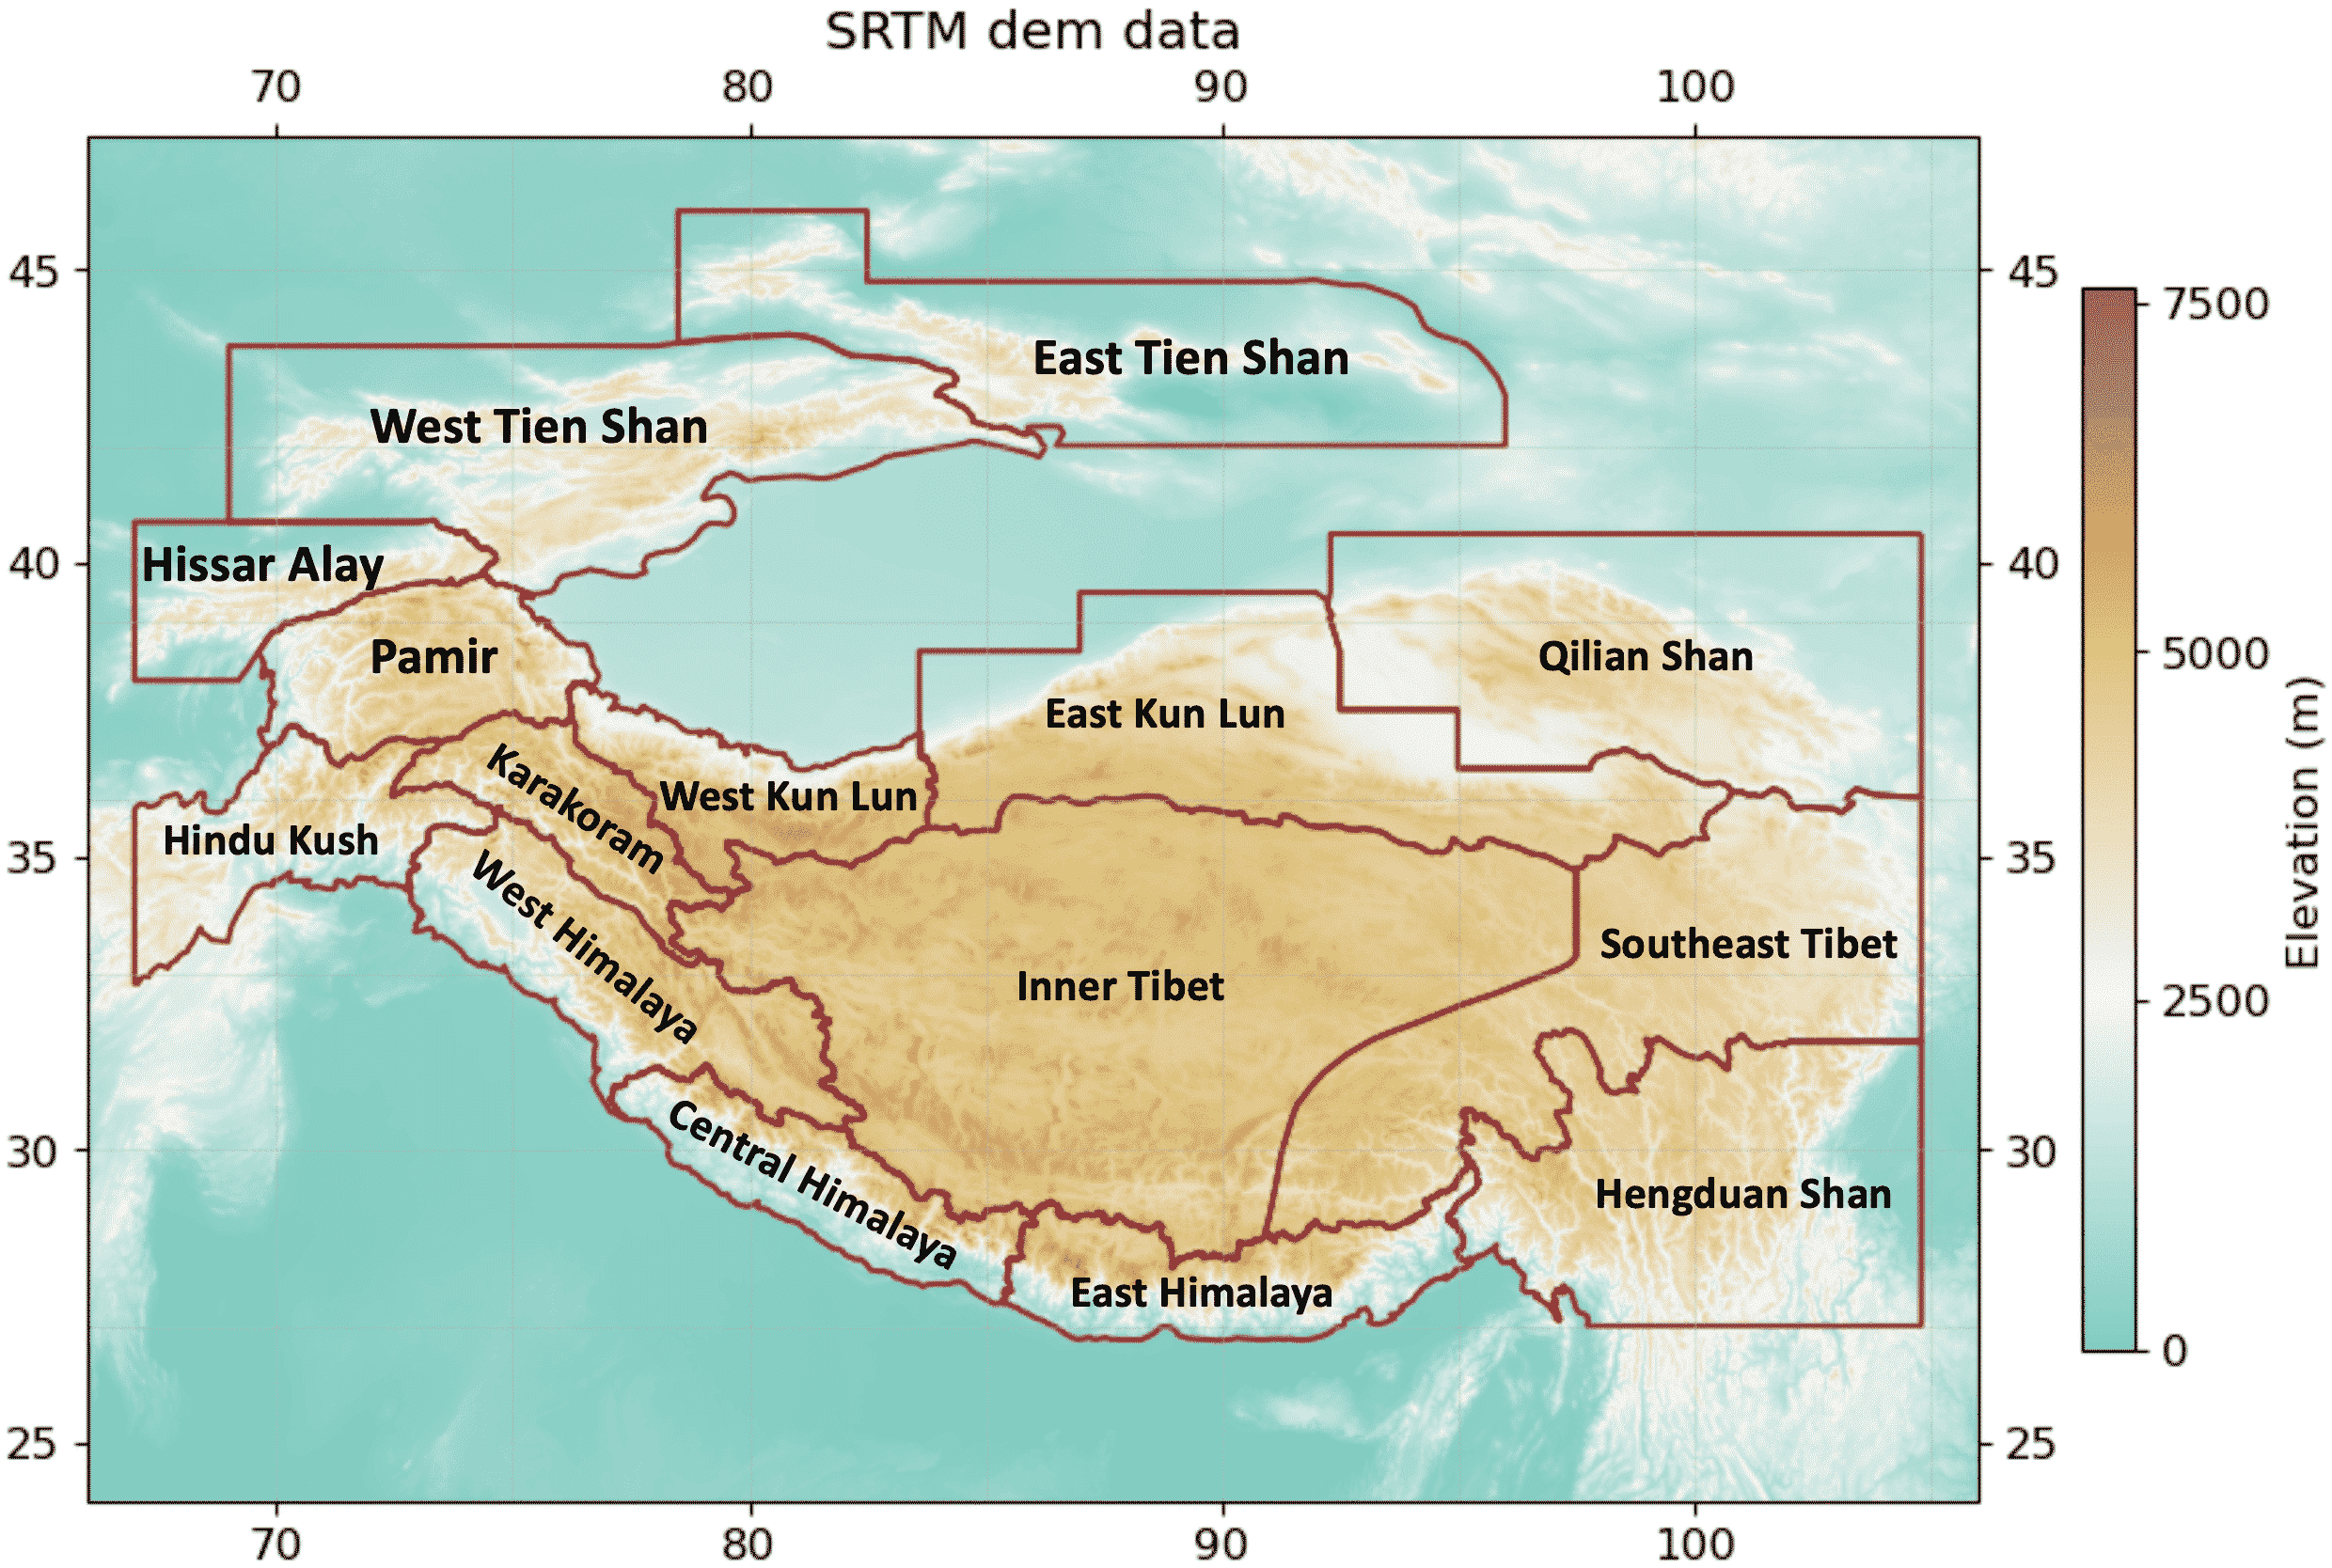 SRTM dem data
70 80 90 100
45 45
7500
East Tien Shan
West Tien Shan
40 Hissar Alay 40
Pamir
Qilian Shan
5000
East Kun Lun
Karakoram
West Kun Lun
Hindu Kush
35 35
West Himalaya
Southeast Tibet
Inner Tibet
2500
Elevation (m)
Central Himalaya
30 30
Hengduan Shan
East Himalaya
0
25 25
70 80 90 100